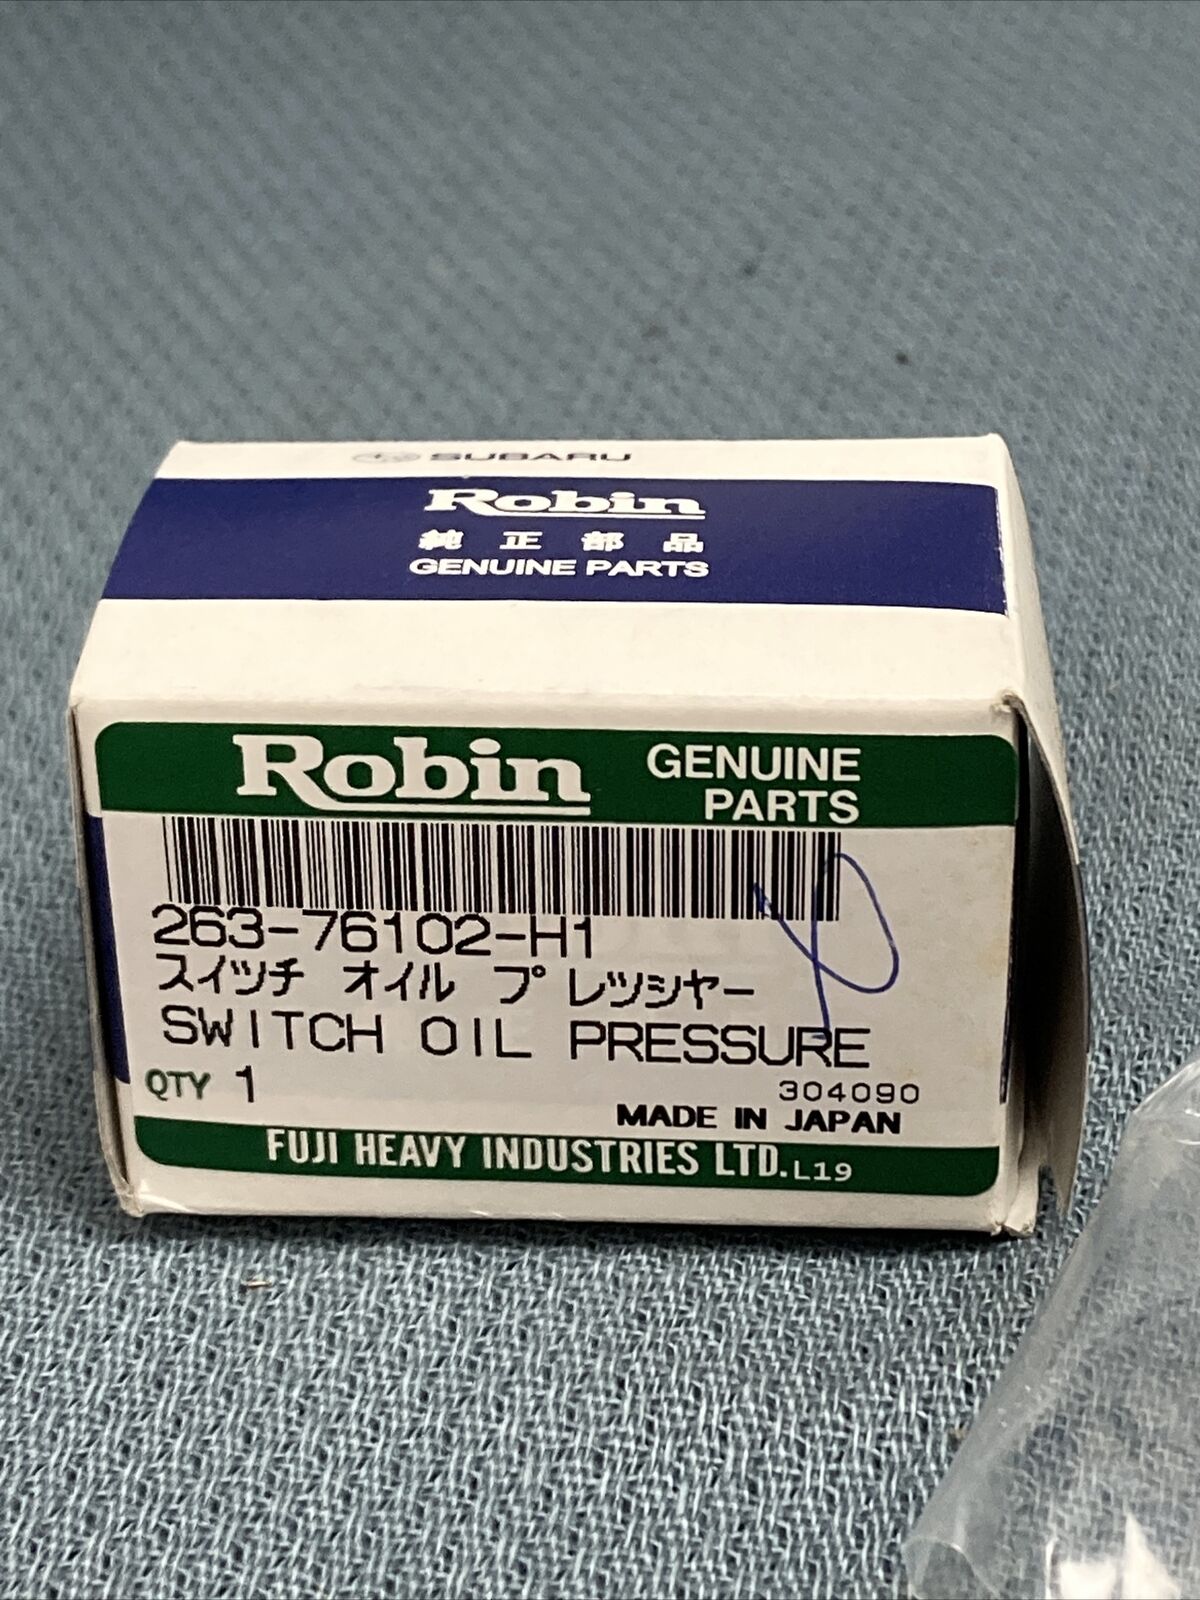 SUBARU
Robin
純正部品
GENUINE PARTS
Robin GENUINE PARTS
263-76102-H1
スイッチ オイル プレツシヤー
SWITCH OIL PRESSURE
QTY 1
304090
MADE IN JAPAN
FUJI HEAVY INDUSTRIES LTD. L19